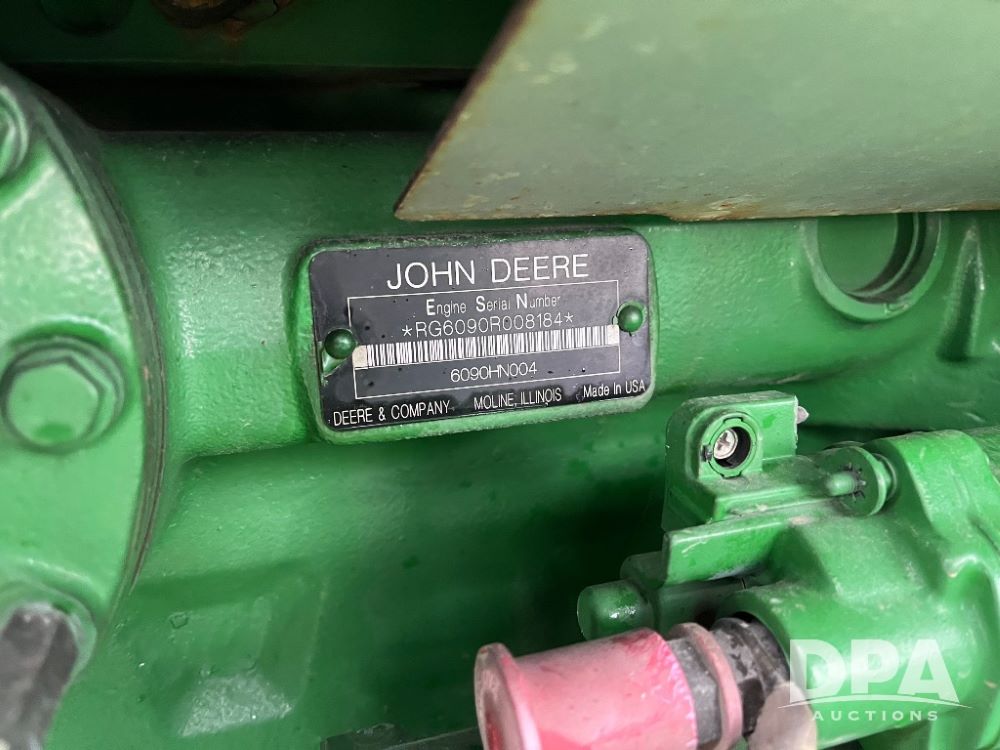 JOHN DEERE
Engine Serial Number
*RG6090R008184*
6090HN004
DEERE & COMPANY MOLINE, ILLINOIS Made In USA
DPA
AUCTIONS